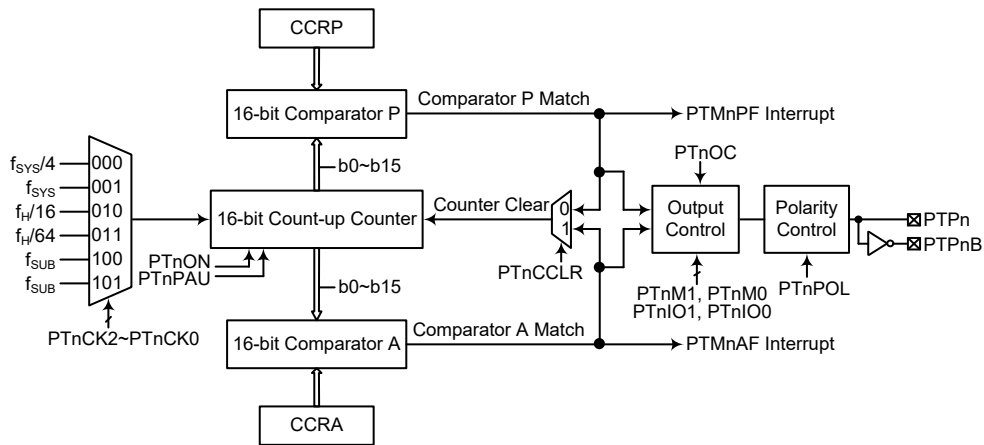 CCRP
16-bit Comparator P
Comparator P Match
PTMnPF Interrupt
b0~b15
PTnOC
fSYS/4
000
fSYS
001
fH/16
010
fH/64
011
fSUB
100
fSUB
101
16-bit Count-up Counter
Counter Clear
0
1
Output
Control
Polarity
Control
PTPn
PTPnB
PTnON
PTnPAU
PTnCCLR
PTnM1, PTnM0
PTnIO1, PTnIO0
PTnPOL
b0~b15
PTnCK2~PTnCK0
16-bit Comparator A
Comparator A Match
PTMnAF Interrupt
CCRA